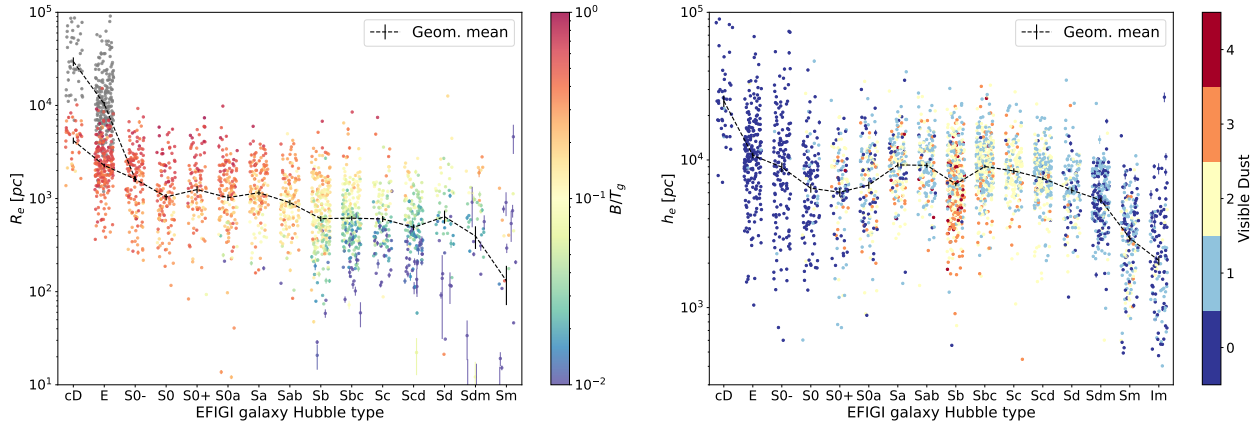 10^5
10^4
10^3
10^2
10^1
R_e [pc]
Geom. mean
cD E S0- S0 S0+ S0a Sa Sab Sb Sbc Sc Scd Sd Sdm Sm
EFIGI galaxy Hubble type
10^0
10^{-1}
10^{-2}
B/T_g
10^5
10^4
10^3
h_e [pc]
Geom. mean
cD E S0- S0 S0+ S0a Sa Sab Sb Sbc Sc Scd Sd Sdm Sm Im
EFIGI galaxy Hubble type
4
3
2
1
0
Visible Dust